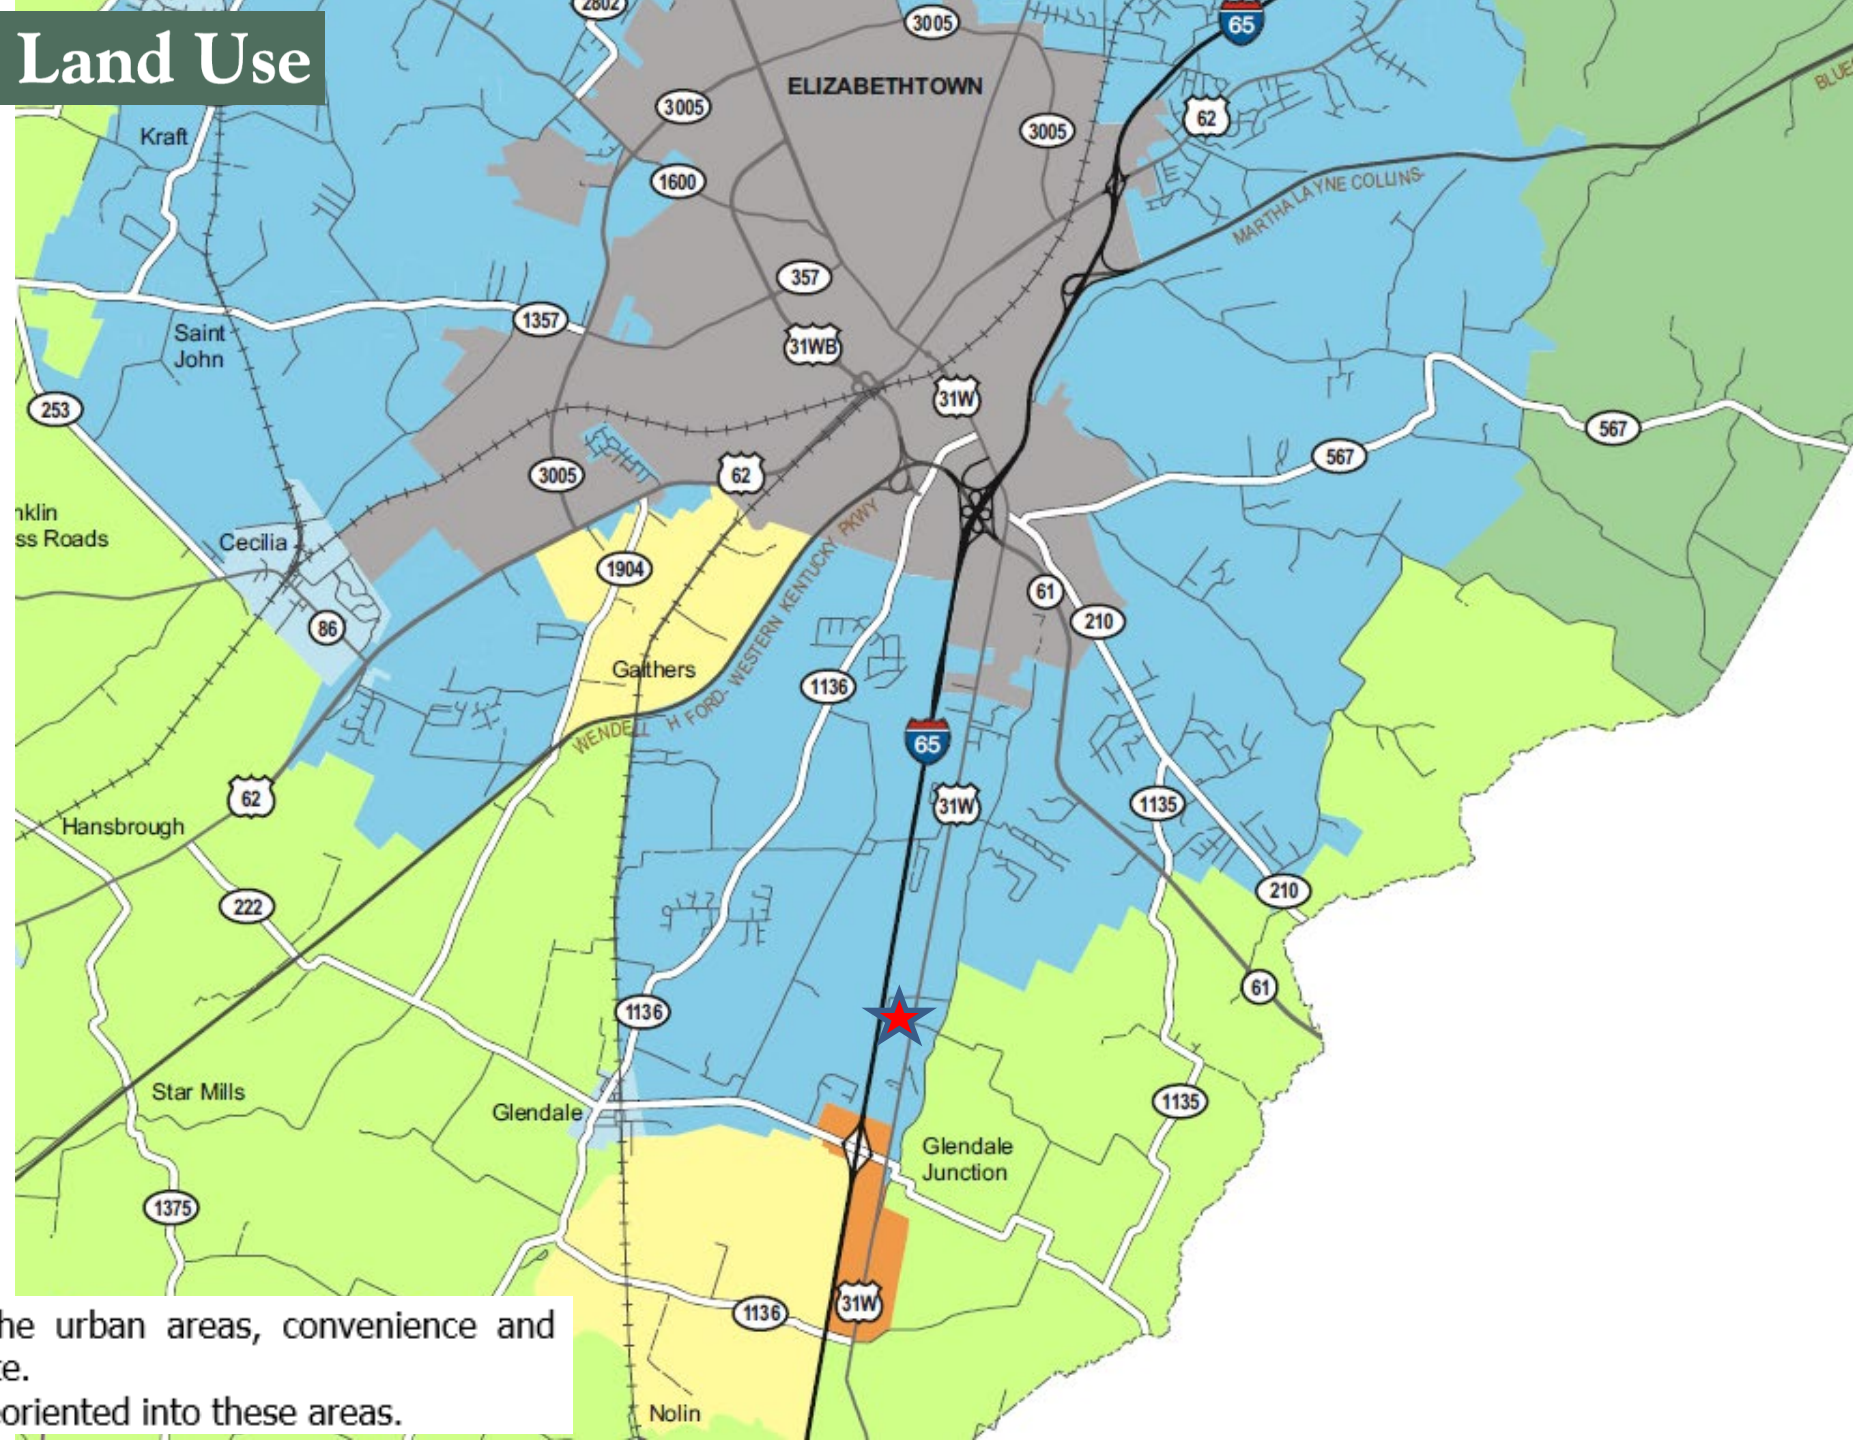 Land Use
2802
3005
65
ELIZABETHTOWN
3005
3005
62
Kraft
1600
MARTHA LAYNE COLLINS-
357
1357
31WB
Saint
John
31W
253
567
567
3005
62
Cecilia
ss Roads
1904
WENDELL H FORD- WESTERN KENTUCKY PKWY
61
210
86
Gaithers
1136
65
31W
1135
62
Hansbrough
210
222
61
1136
Star Mills
Glendale
1135
Glendale
Junction
1375
31W
1136
he urban areas, convenience and
oriented into these areas.
Nolin